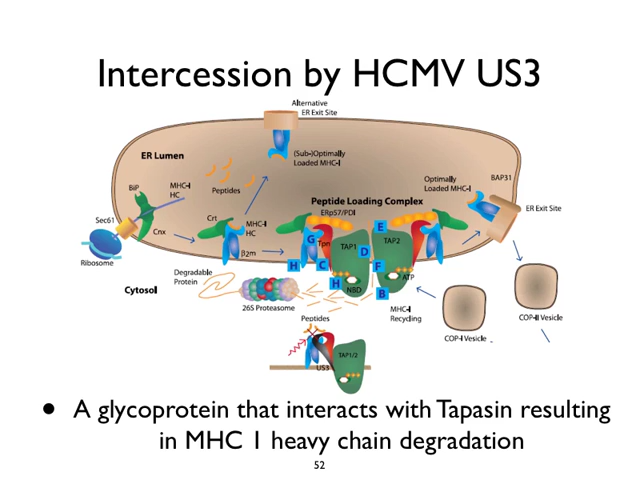 Intercession by HCMV US3
Alternative
ER Exit Site
ER Lumen
(Sub-)Optimally
Loaded MHC-I
Peptides
BiP
MHC-I
HC
Optimally
Loaded MHC-I
BAP31
Peptide Loading Complex
ERp57/PDI
ER Exit Site
Sec61
Cnx
Crt
MHC-I
HC
G
Tpn
TAP1
D
E
TAP2
β2m
Ribosome
H
C
F
Degradable
Protein
H
NBD
ATP
B
Cytosol
26S Proteasome
MHC-I
Recycling
COP-II Vesicle
COP-I Vesicle
Peptides
TAP1/2
US3
• A glycoprotein that interacts with Tapasin resulting
in MHC 1 heavy chain degradation
52